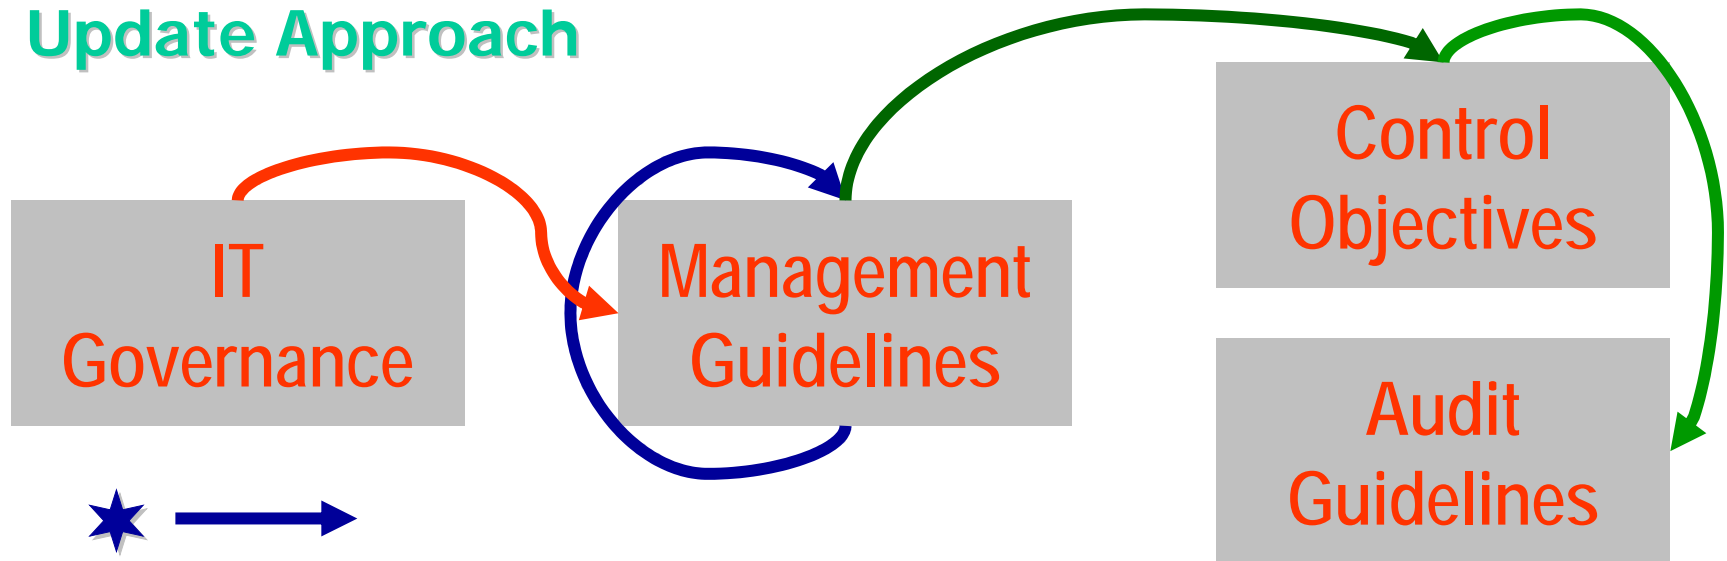 Update Approach
IT
Governance
Management
Guidelines
Control
Objectives
Audit
Guidelines